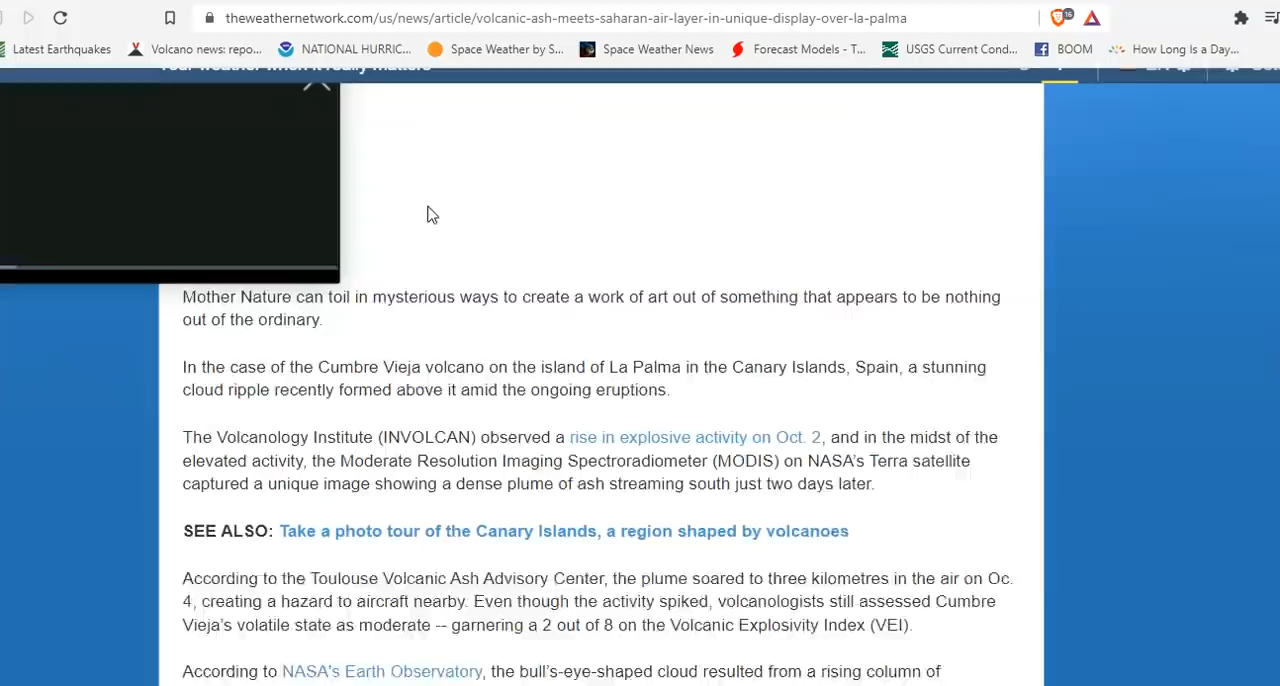 theweathernetwork.com/us/news/article/volcanic-ash-meets-saharan-air-layer-in-unique-display-over-la-palma
16
Latest Earthquakes Volcano news: repo... NATIONAL HURRIC... Space Weather by S... Space Weather News Forecast Models - T... USGS Current Cond... BOOM How Long Is a Day...
Your weather when it really matters
Mother Nature can toil in mysterious ways to create a work of art out of something that appears to be nothing
out of the ordinary.
In the case of the Cumbre Vieja volcano on the island of La Palma in the Canary Islands, Spain, a stunning
cloud ripple recently formed above it amid the ongoing eruptions.
The Volcanology Institute (INVOLCAN) observed a rise in explosive activity on Oct. 2, and in the midst of the
elevated activity, the Moderate Resolution Imaging Spectroradiometer (MODIS) on NASA's Terra satellite
captured a unique image showing a dense plume of ash streaming south just two days later.
SEE ALSO: Take a photo tour of the Canary Islands, a region shaped by volcanoes
According to the Toulouse Volcanic Ash Advisory Center, the plume soared to three kilometres in the air on Oc.
4, creating a hazard to aircraft nearby. Even though the activity spiked, volcanologists still assessed Cumbre
Vieja's volatile state as moderate -- garnering a 2 out of 8 on the Volcanic Explosivity Index (VEI).
According to NASA's Earth Observatory, the bull's-eye-shaped cloud resulted from a rising column of